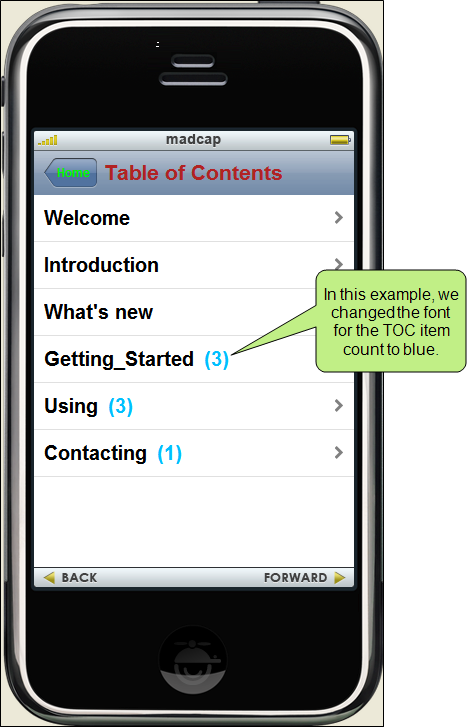 madcap
Home Table of Contents
Welcome
Introduction
What's new
Getting_Started (3)
Using (3)
Contacting (1)
BACK FORWARD
In this example, we
changed the font
for the TOC item
count to blue.